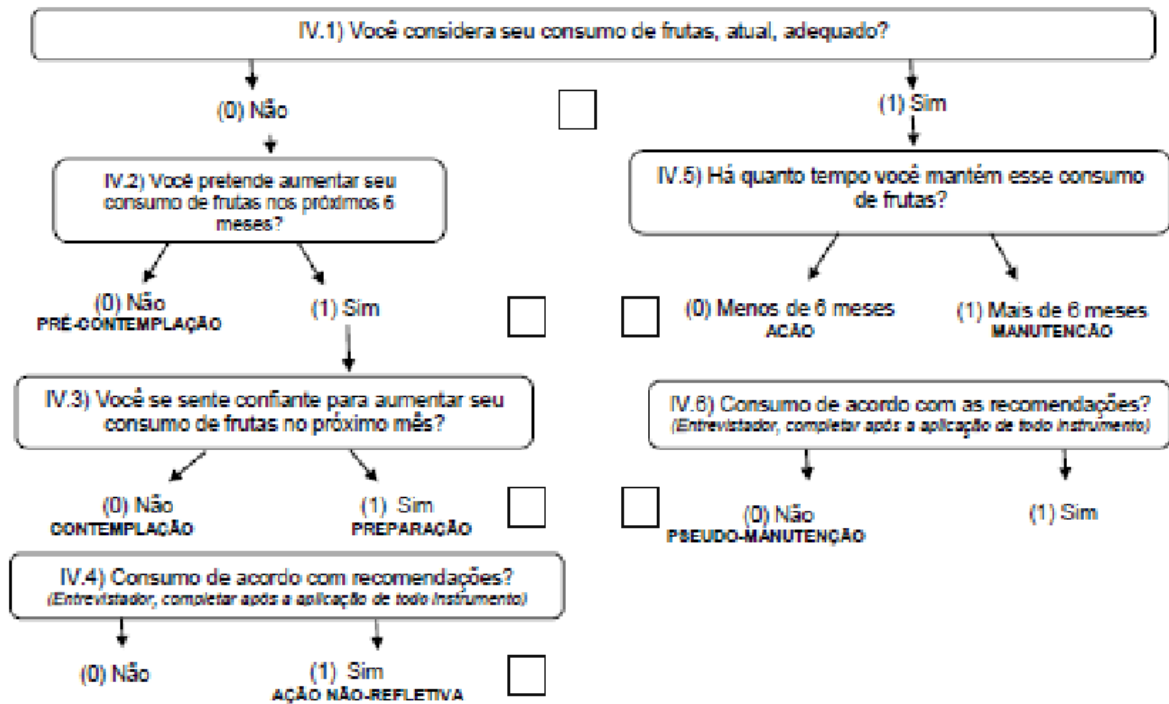 IV.1) Você considera seu consumo de frutas, atual, adequado?
(0) Não
(1) Sim
IV.2) Você pretende aumentar seu
consumo de frutas nos próximos 6
meses?
(0) Não
PRÉ-CONTEMPLAÇÃO
(1) Sim
IV.3) Você se sente confiante para aumentar seu
consumo de frutas no próximo mês?
(0) Não
CONTEMPLAÇÃO
(1) Sim
PREPARAÇÃO
IV.4) Consumo de acordo com recomendações?
(Entrevistador, completar após a aplicação de todo instrumento)
(0) Não
(1) Sim
AÇÃO NÃO-REFLETIVA
IV.5) Há quanto tempo você mantém esse consumo
de frutas?
(0) Menos de 6 meses
AÇÃO
(1) Mais de 6 meses
MANUTENÇÃO
IV.6) Consumo de acordo com as recomendações?
(Entrevistador, completar após a aplicação de todo instrumento)
(0) Não
PSEUDO-MANUTENÇÃO
(1) Sim